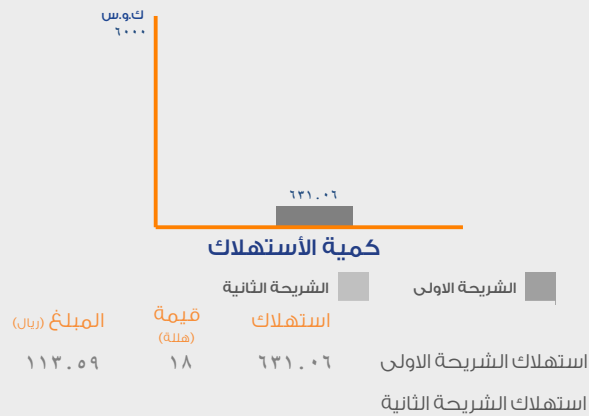 ك.و.س
٦٠٠٠
٦٣١.٠٦
كمية الأستهلاك
الشريحة الاولى الشريحة الثانية
استهلاك قيمة (هللة) المبلغ (ريال)
استهلاك الشريحة الاولى ٦٣١.٠٦ ١٨ ١١٣.٥٩
استهلاك الشريحة الثانية